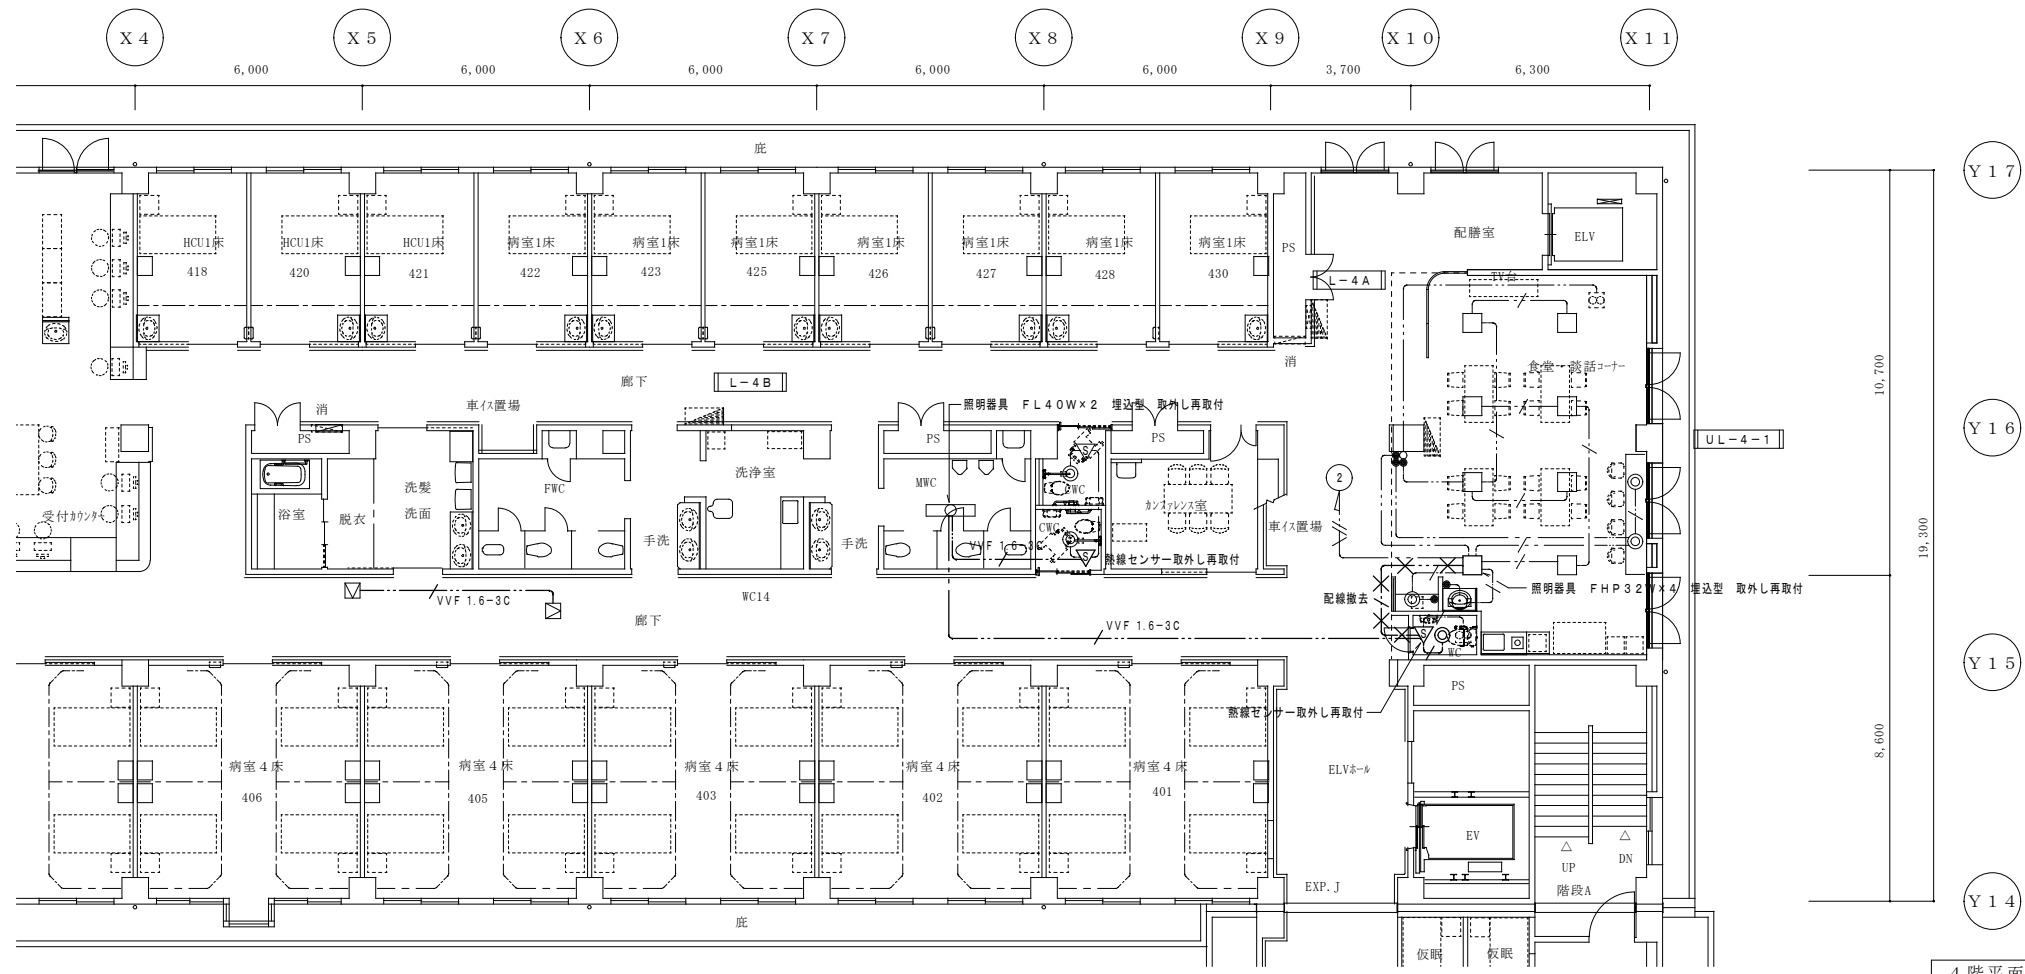 X4 X5 X6 X7 X8 X9 X10 X11
6,000 6,000 6,000 6,000 6,000 3,700 6,300
庇
Y17
HCU1床 HCU1床 HCU1床 病室1床 病室1床 病室1床 病室1床 病室1床 病室1床 病室1床
418 420 421 422 423 425 426 427 428 430
PS
配膳室
ELV
L-4A
TV台
消
食堂・談話コーナー
10,700
廊下
L-4B
車イス置場
消
照明器具 FL40W×2 埋込型 取外し再取付
Y16
UL-4-1
PS
PS
PS
S
洗浄室
FWC
MWC
洗髪
洗面
脱衣
浴室
受付カウンター
CWC
カンファレンス室
車イス置場
2
手洗
手洗
VVF 1.6-3C
S
熱線センサー取外し再取付
19,300
VVF 1.6-3C
WC14
廊下
VVF 1.6-3C
配線撤去
照明器具 FHP32W×4 埋込型 取外し再取付
S
WC
Y15
PS
熱線センサー取外し再取付
8,600
病室4床 病室4床 病室4床 病室4床 病室4床
406 405 403 402 401
ELVホール
EV
UP
DN
階段A
EXP.J
Y14
庇
仮眠 仮眠
4階平面